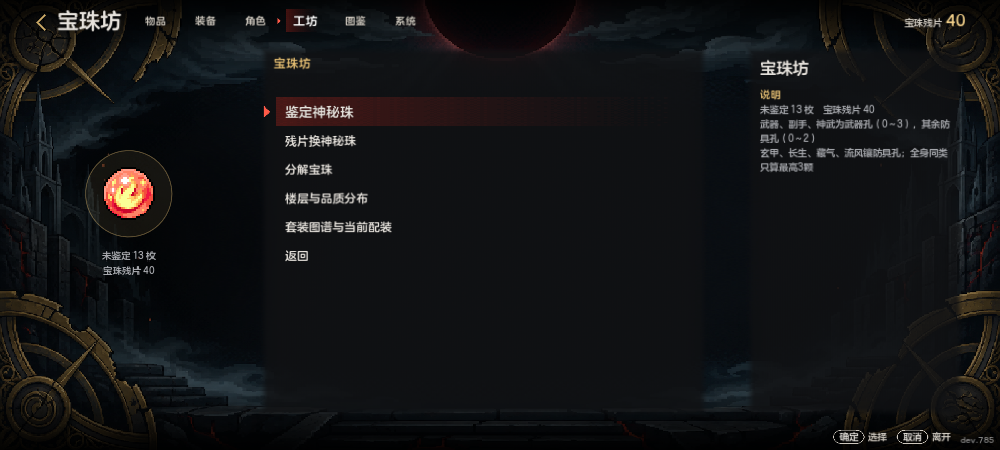 宝珠坊 物品 装备 角色 工坊 图鉴 系统 宝珠残片 40
宝珠坊
鉴定神秘珠
残片换神秘珠
分解宝珠
楼层与品质分布
套装图谱与当前配装
返回
未鉴定 13 枚
宝珠残片 40
宝珠坊
说明
未鉴定 13 枚 宝珠残片 40
武器、副手、神武为武器孔（0~3），其余防
具孔（0~2）
玄甲、长生、藏气、流风镶防具孔；全身同类
只算最高3颗
确定 选择 取消 离开 dev.785